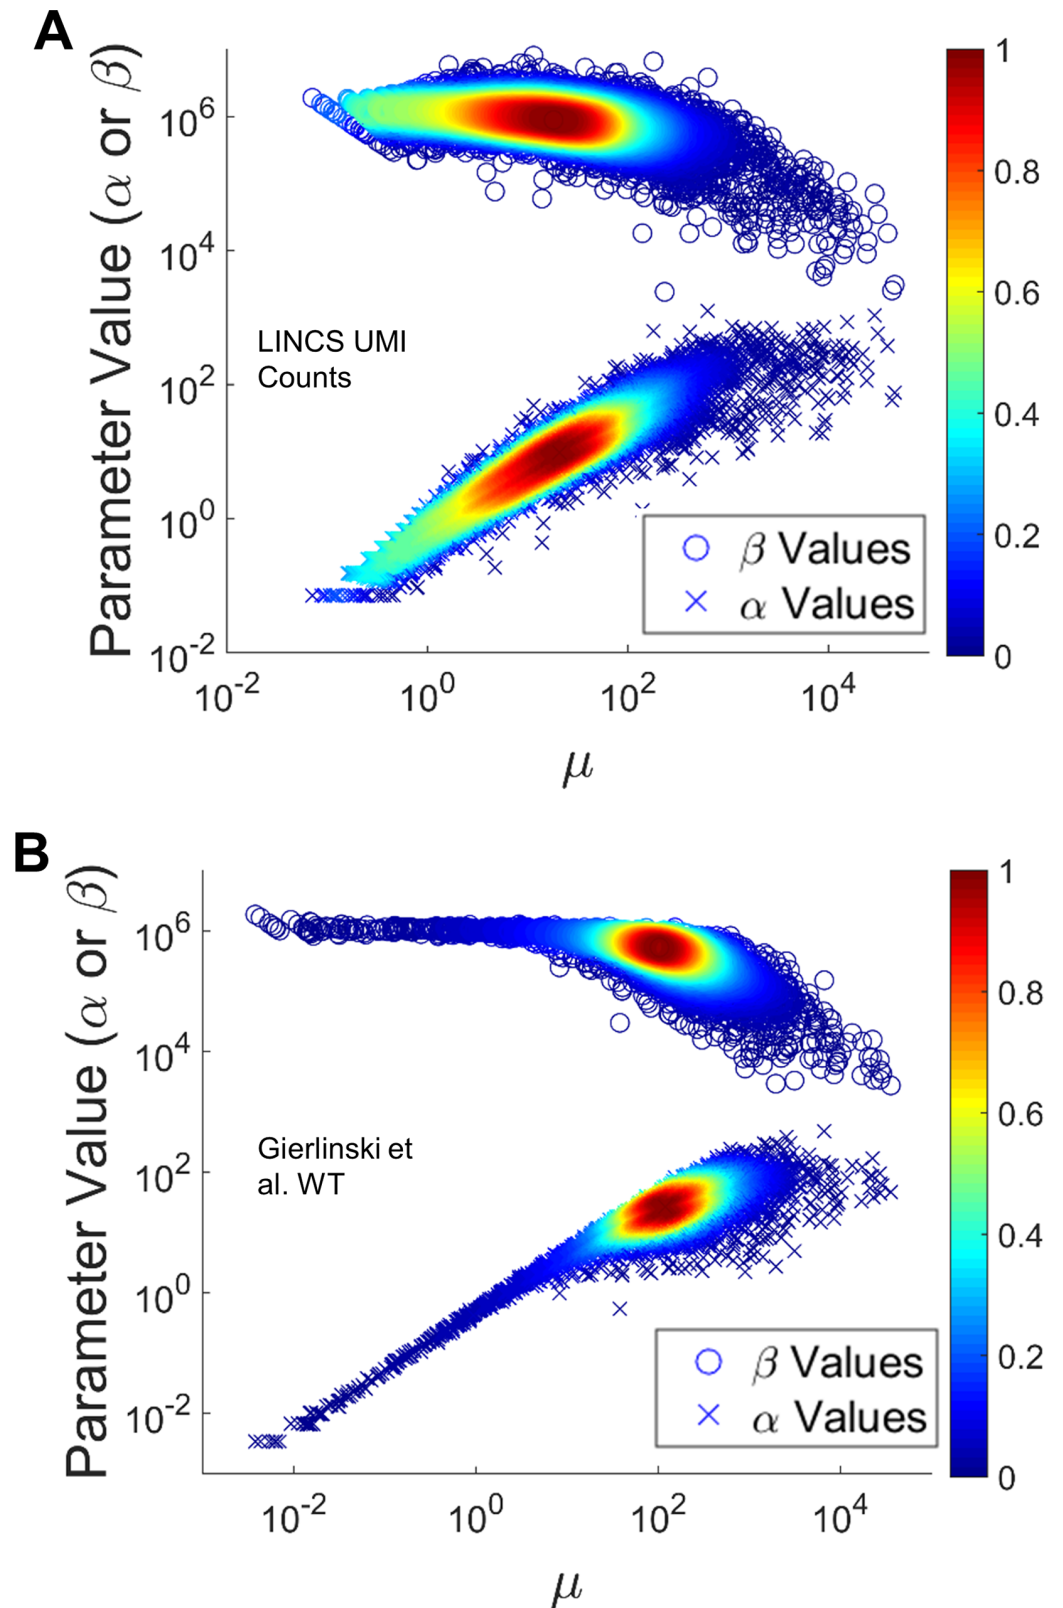 A
Parameter Value (α or β)
10^6
10^4
10^2
10^0
10^-2
LINCS UMI
Counts
β Values
α Values
10^-2 10^0 10^2 10^4
μ
1
0.8
0.6
0.4
0.2
0
B
Parameter Value (α or β)
10^6
10^4
10^2
10^0
10^-2
Gierlinski et
al. WT
β Values
α Values
10^-2 10^0 10^2 10^4
μ
1
0.8
0.6
0.4
0.2
0